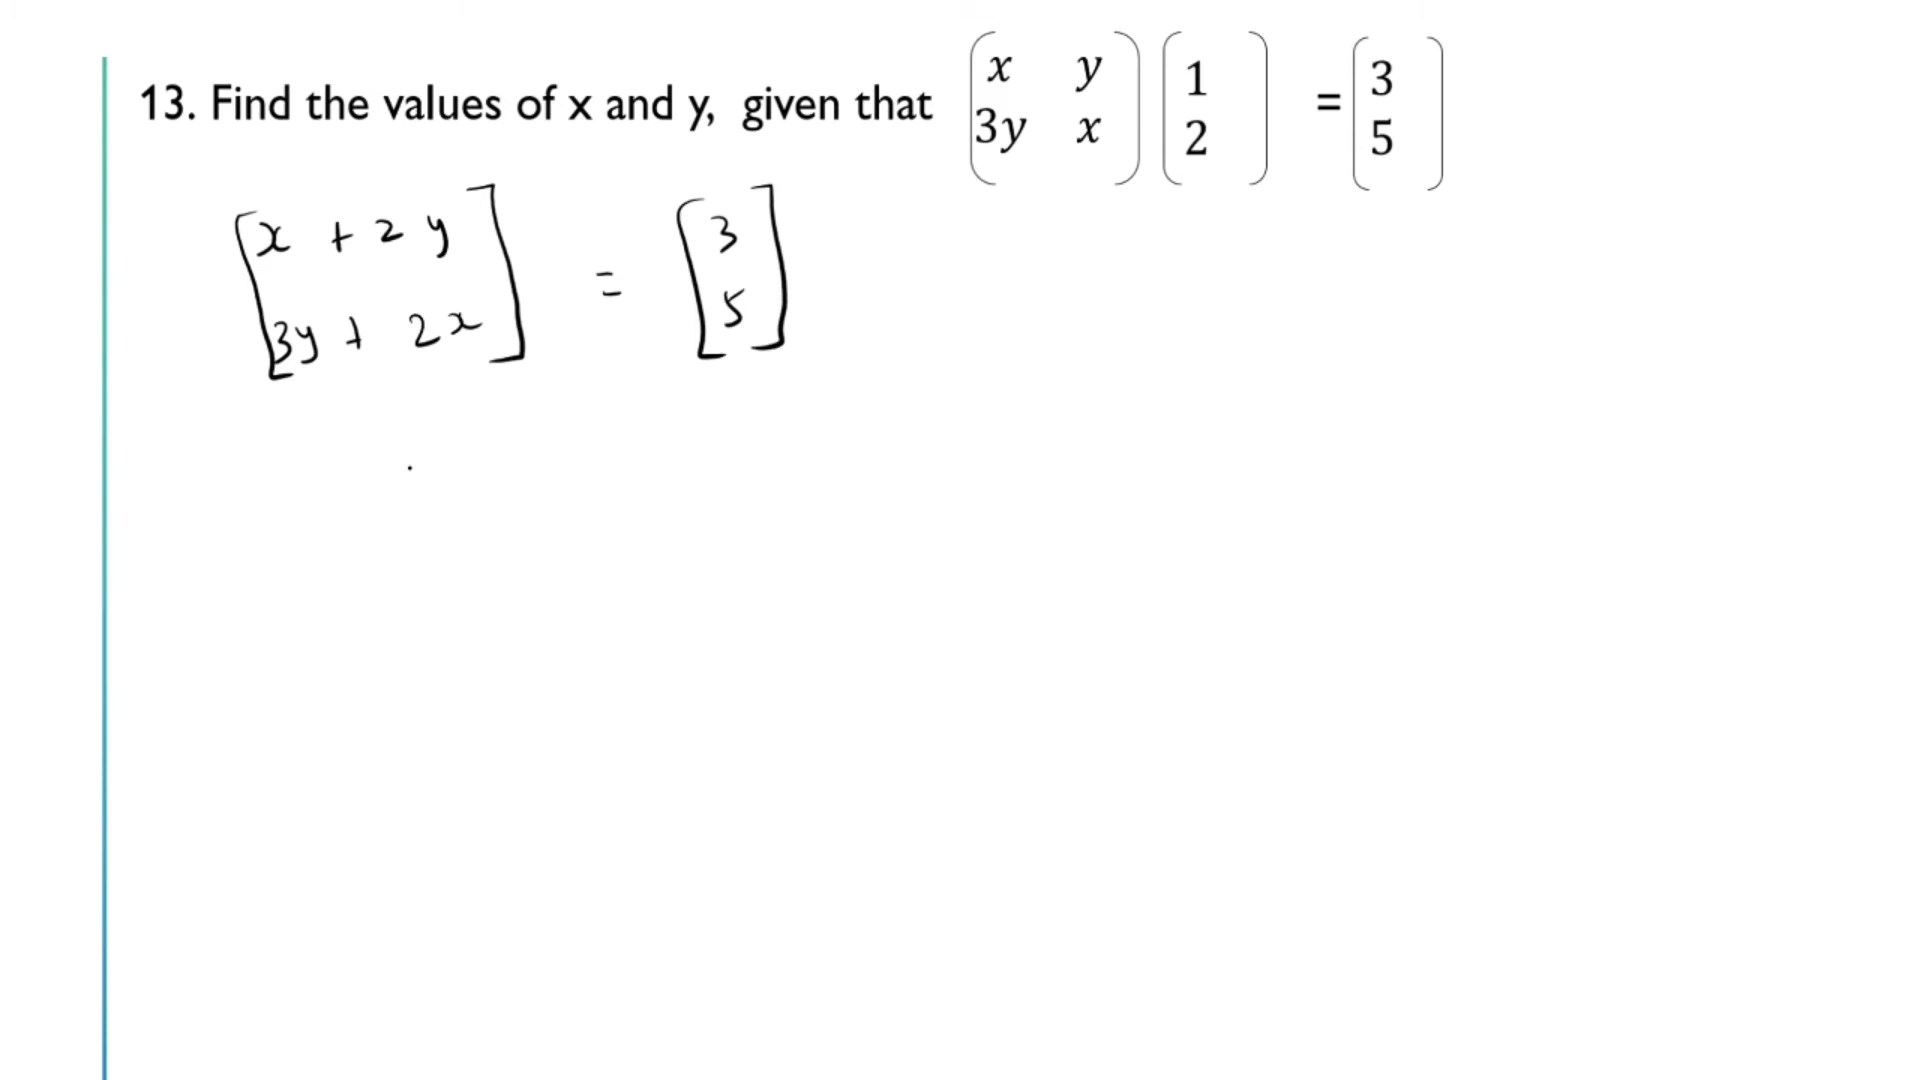 13. Find the values of x and y, given that (x y) (1) = (3)
(3y x) (2) (5)
[x + 2y] = [3]
[3y + 2x] [5]